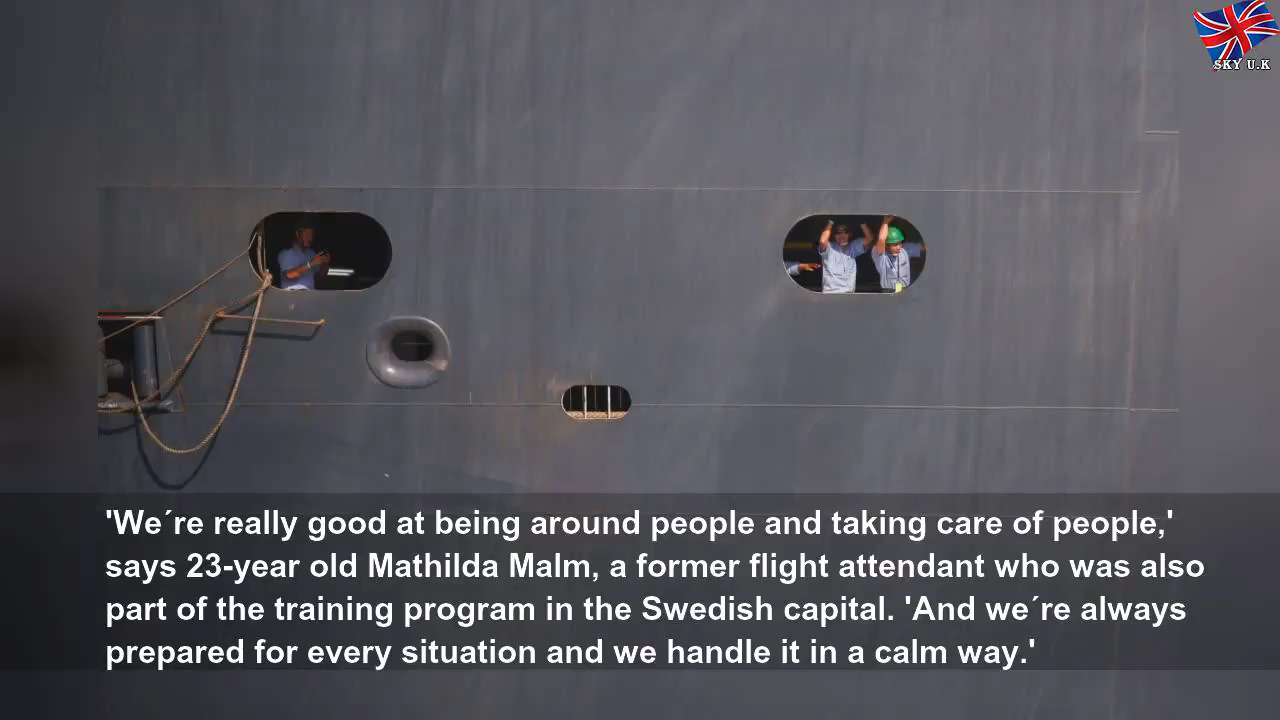 SKY U.K
'We´re really good at being around people and taking care of people,'
says 23-year old Mathilda Malm, a former flight attendant who was also
part of the training program in the Swedish capital. 'And we´re always
prepared for every situation and we handle it in a calm way.'